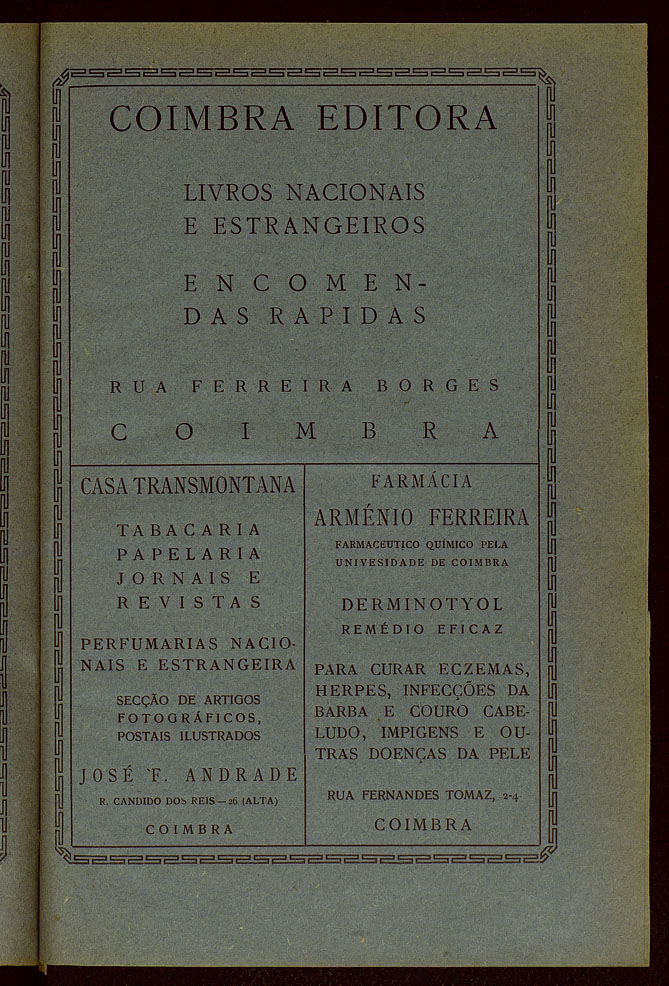 COIMBRA EDITORA
LIVROS NACIONAIS
E ESTRANGEIROS
ENCOMEN-
DAS RAPIDAS
RUA FERREIRA BORGES
COIMBRA
CASA TRANSMONTANA
TABACARIA
PAPELARIA
JORNAIS E
REVISTAS
PERFUMARIAS NACIO-
NAIS E ESTRANGEIRA
SECÇÃO DE ARTIGOS
FOTOGRÁFICOS,
POSTAIS ILUSTRADOS
JOSÉ F. ANDRADE
R. CANDIDO DOS REIS — 26 (ALTA)
COIMBRA
FARMÁCIA
ARMÉNIO FERREIRA
FARMACEUTICO QUÍMICO PELA
UNIVESIDADE DE COIMBRA
DERMINOTYOL
REMÉDIO EFICAZ
PARA CURAR ECZEMAS,
HERPES, INFECÇÕES DA
BARBA E COURO CABE-
LUDO, IMPIGENS E OU-
TRAS DOENÇAS DA PELE
RUA FERNANDES TOMAZ, 2-4
COIMBRA